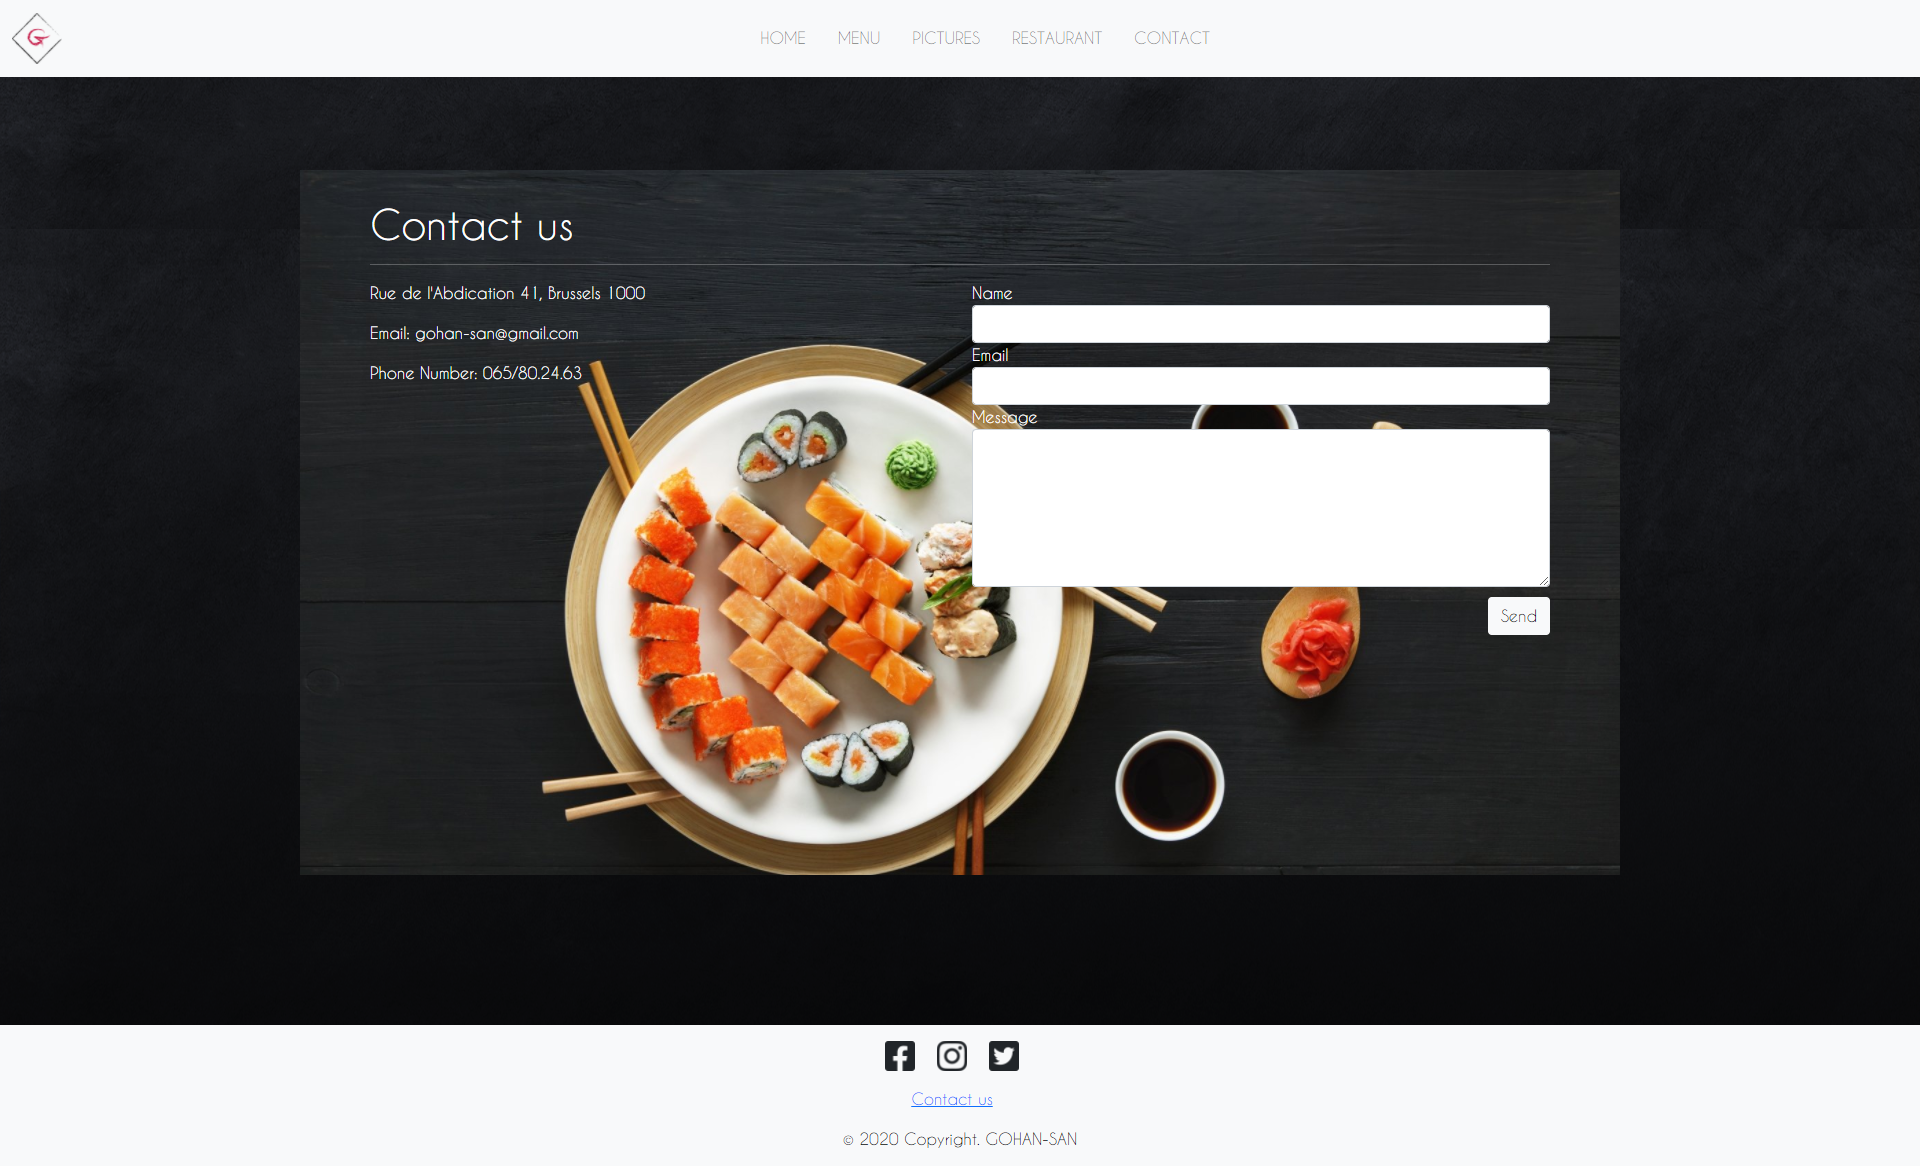 G
HOME MENU PICTURES RESTAURANT CONTACT
Contact us
Rue de l'Abdication 41, Brussels 1000
Email: gohan-san@gmail.com
Phone Number: 065/80.24.63
Name
Email
Message
Send
Contact us
© 2020 Copyright. GOHAN-SAN